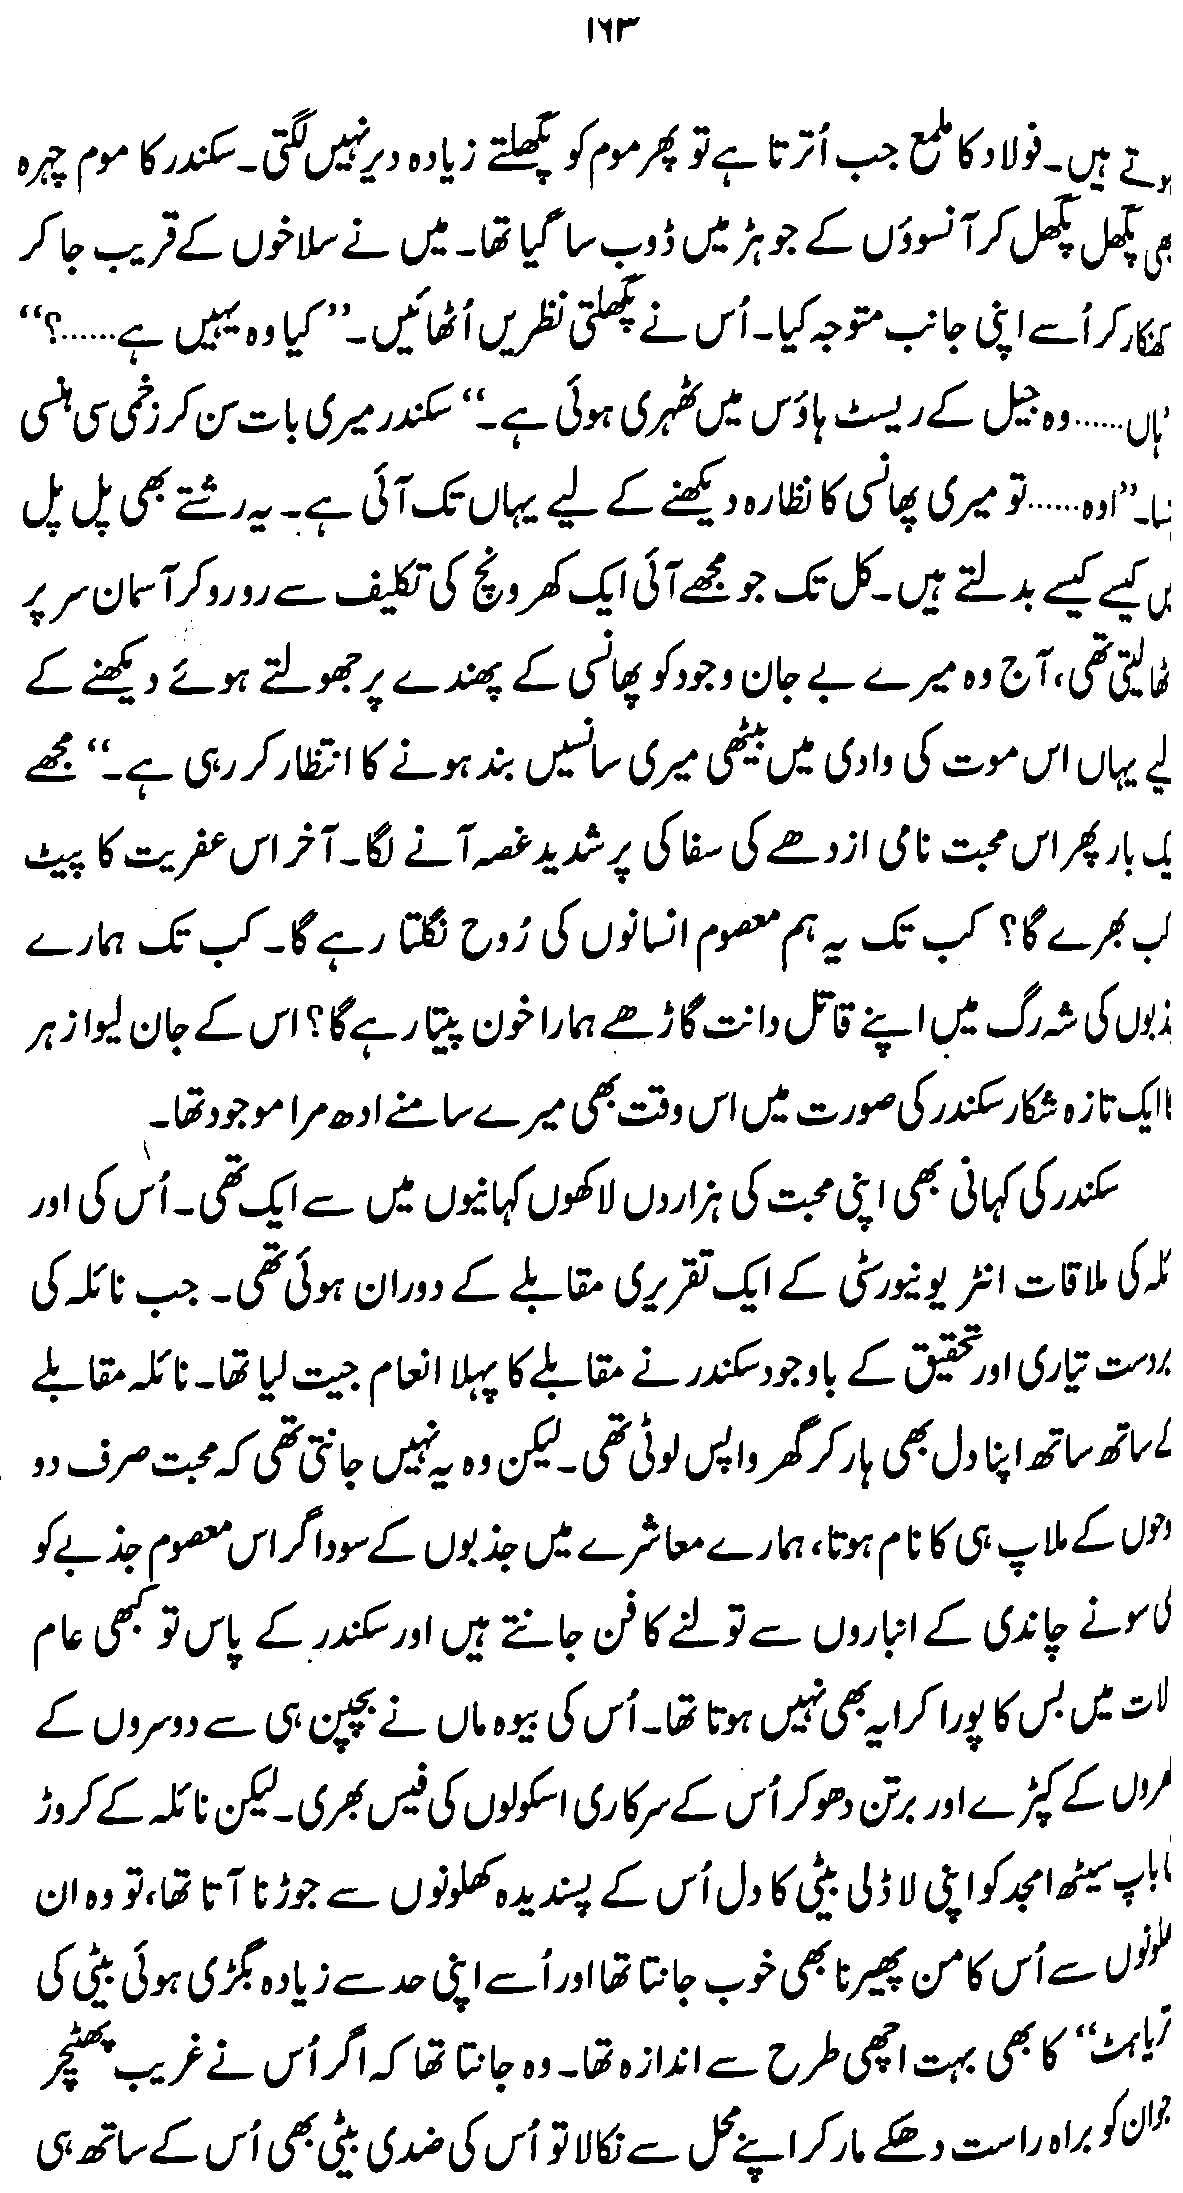 ۱۶۳
ہوتے ہیں۔ فولاد کا ملمع جب اُترتا ہے تو پھر موم کو پگھلتے زیادہ دیر نہیں لگتی۔ سکندر کا موم چہرہ
بھی پگھل پگھل کر آنسوؤں کے جوہڑ میں ڈوب سا گیا تھا۔ میں نے سلاخوں کے قریب جا کر
کھنکار کر اُسے اپنی جانب متوجہ کیا۔ اُس نے پگھلتی نظریں اُٹھائیں۔ ”کیا وہ یہیں ہے......؟“
ہاں...... وہ جیل کے ریسٹ ہاؤس میں ٹھہری ہوئی ہے۔“ سکندر میری بات سن کر زخمی سی ہنسی
ہنسا۔ ”اوہ...... تو میری پھانسی کا نظارہ دیکھنے کے لیے یہاں تک آئی ہے۔ یہ رشتے بھی پل پل
میں کیسے کیسے بدلتے ہیں۔ کل تک جو مجھے آئی ایک کھرونچ کی تکلیف سے رو رو کر آسمان سر پر
ٹھا لیتی تھی، آج وہ میرے بے جان وجود کو پھانسی کے پھندے پر جھولتے ہوئے دیکھنے کے
لیے یہاں اس موت کی وادی میں بیٹھی میری سانسیں بند ہونے کا انتظار کر رہی ہے۔“ مجھے
یک بار پھر اس محبت نامی اژدھے کی سفاکی پر شدید غصہ آنے لگا۔ آخر اس عفریت کا پیٹ
کب بھرے گا؟ کب تک یہ ہم معصوم انسانوں کی رُوح نگلتا رہے گا۔ کب تک ہمارے
جذبوں کی شہ رگ میں اپنے قاتل دانت گاڑھے ہمارا خون پیتا رہے گا؟ اس کے جان لیوا زہر
کا ایک تازہ شکار سکندر کی صورت میں اس وقت بھی میرے سامنے ادھ مرا موجود تھا۔
سکندر کی کہانی بھی اپنی محبت کی ہزاروں لاکھوں کہانیوں میں سے ایک تھی۔ اُس کی اور
ئلہ کی ملاقات انٹر یونیورسٹی کے ایک تقریری مقابلے کے دوران ہوئی تھی۔ جب نائلہ کی
بردست تیاری اور تحقیق کے باوجود سکندر نے مقابلے کا پہلا انعام جیت لیا تھا۔ نائلہ مقابلے
کے ساتھ ساتھ اپنا دل بھی ہار کر گھر واپس لوٹی تھی۔ لیکن وہ یہ نہیں جانتی تھی کہ محبت صرف دو
وحوں کے ملاپ ہی کا نام ہوتا، ہمارے معاشرے میں جذبوں کے سوداگر اس معصوم جذبے کو
ی سونے چاندی کے انباروں سے تولنے کا فن جانتے ہیں اور سکندر کے پاس تو کبھی عام
لات میں بس کا پورا کرایہ بھی نہیں ہوتا تھا۔ اُس کی بیوہ ماں نے بچپن ہی سے دوسروں کے
گھروں کے کپڑے اور برتن دھو کر اُس کے سرکاری اسکولوں کی فیس بھری۔ لیکن نائلہ کے کروڑ
باپ سیٹھ امجد کو اپنی لاڈلی بیٹی کا دل اُس کے پسندیدہ کھلونوں سے جوڑنا آتا تھا، تو وہ ان
ھلونوں سے اُس کا من پھیرنا بھی خوب جانتا تھا اور اُسے اپنی حد سے زیادہ بگڑی ہوئی بیٹی کی
تریا ہٹ“ کا بھی بہت اچھی طرح سے اندازہ تھا۔ وہ جانتا تھا کہ اگر اُس نے غریب پھٹیچر
جوان کو براہ راست دھکے مار کر اپنے محل سے نکالا تو اُس کی ضدی بیٹی بھی اُس کے ساتھ ہی